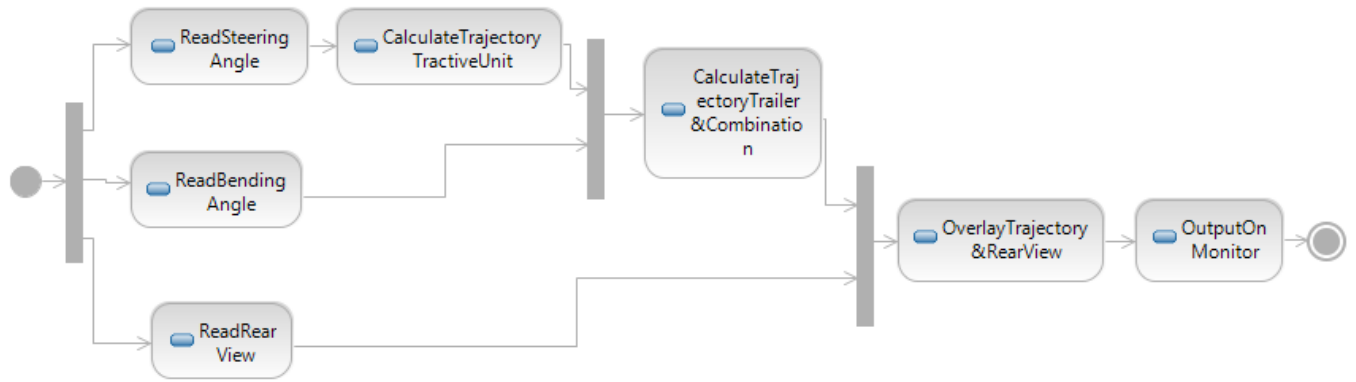 ReadSteering
Angle
CalculateTrajectory
TractiveUnit
CalculateTraj
ectoryTrailer
&Combinatio
n
ReadBending
Angle
OverlayTrajectory
&RearView
OutputOn
Monitor
ReadRear
View